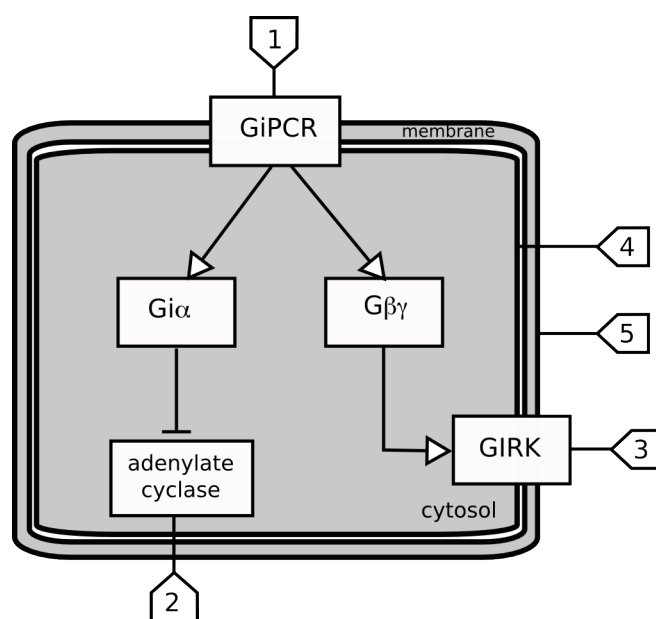 1
GiPCR
membrane
4
Giα
Gβγ
5
GIRK
3
adenylate
cyclase
cytosol
2